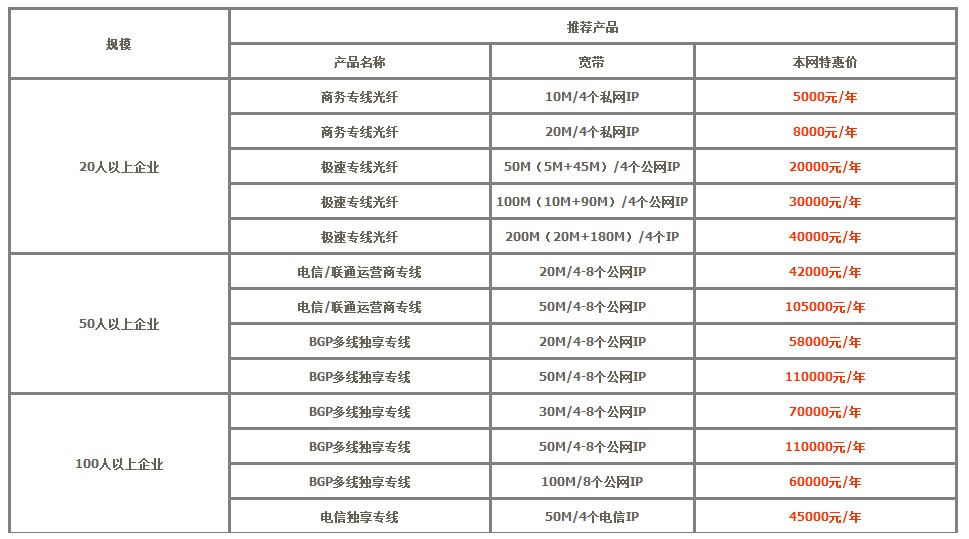 规模
推荐产品
产品名称 宽带 本网特惠价
20人以上企业
商务专线光纤 10M/4个私网IP 5000元/年
商务专线光纤 20M/4个私网IP 8000元/年
极速专线光纤 50M（5M+45M）/4个公网IP 20000元/年
极速专线光纤 100M（10M+90M）/4个公网IP 30000元/年
极速专线光纤 200M（20M+180M）/4个IP 40000元/年
50人以上企业
电信/联通运营商专线 20M/4-8个公网IP 42000元/年
电信/联通运营商专线 50M/4-8个公网IP 105000元/年
BGP多线独享专线 20M/4-8个公网IP 58000元/年
BGP多线独享专线 50M/4-8个公网IP 110000元/年
100人以上企业
BGP多线独享专线 30M/4-8个公网IP 70000元/年
BGP多线独享专线 50M/4-8个公网IP 110000元/年
BGP多线独享专线 100M/8个公网IP 60000元/年
电信独享专线 50M/4个电信IP 45000元/年